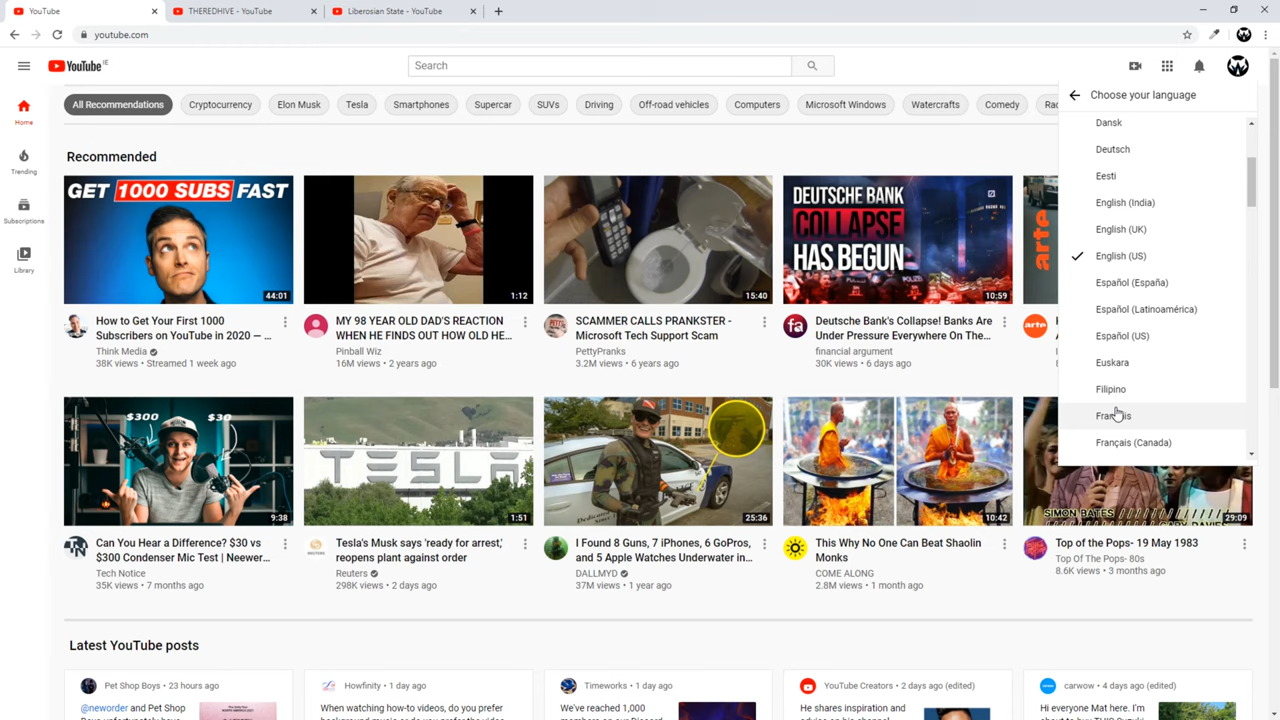 YouTube
THEREDHIVE - YouTube
Liberosian State - YouTube
youtube.com
YouTube IE
Search
Choose your language
All Recommendations
Cryptocurrency
Elon Musk
Tesla
Smartphones
Supercar
SUVs
Driving
Off-road vehicles
Computers
Microsoft Windows
Watercrafts
Comedy
Home
Trending
Subscriptions
Library
Dansk
Deutsch
Eesti
English (India)
English (UK)
English (US)
Español (España)
Español (Latinoamérica)
Español (US)
Euskara
Filipino
Français
Français (Canada)
Recommended
GET 1000 SUBS FAST
44:01
How to Get Your First 1000
Subscribers on YouTube in 2020 — ...
Think Media
38K views • Streamed 1 week ago
1:12
MY 98 YEAR OLD DAD'S REACTION
WHEN HE FINDS OUT HOW OLD HE...
Pinball Wiz
16M views • 2 years ago
15:40
SCAMMER CALLS PRANKSTER -
Microsoft Tech Support Scam
PettyPranks
3.2M views • 6 years ago
DEUTSCHE BANK
COLLAPSE
HAS BEGUN
POLIZEI
10:59
fa
Deutsche Bank's Collapse! Banks Are
Under Pressure Everywhere On The...
financial argument
30K views • 6 days ago
arte
arte
$300
$30
9:38
Can You Hear a Difference? $30 vs
$300 Condenser Mic Test | Neewer...
Tech Notice
35K views • 7 months ago
TESLA
1:51
REUTERS
Tesla's Musk says 'ready for arrest,'
reopens plant against order
Reuters
298K views • 2 days ago
25:36
I Found 8 Guns, 7 iPhones, 6 GoPros,
and 5 Apple Watches Underwater in...
DALLMYD
37M views • 1 year ago
10:42
This Why No One Can Beat Shaolin
Monks
COME ALONG
2.8M views • 1 month ago
SIMON BATES
29:09
Top of the Pops- 19 May 1983
Top Of The Pops- 80s
8.6K views • 3 months ago
Latest YouTube posts
Pet Shop Boys • 23 hours ago
@neworder and Pet Shop
Howfinity • 1 day ago
When watching how-to videos, do you prefer
Timeworks • 1 day ago
We've reached 1,000
YouTube Creators • 2 days ago (edited)
He shares inspiration and
carwow • 4 days ago (edited)
Hi everyone Mat here. I'm